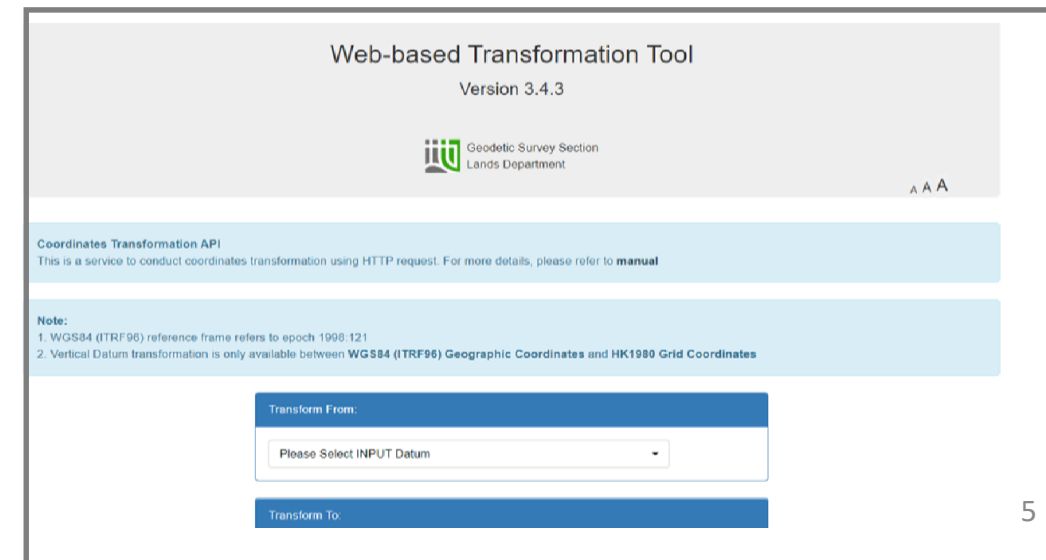 Web-based Transformation Tool
Version 3.4.3
Geodetic Survey Section
Lands Department
A A A
Coordinates Transformation API
This is a service to conduct coordinates transformation using HTTP request. For more details, please refer to manual
Note:
1. WGS84 (ITRF96) reference frame refers to epoch 1998:121
2. Vertical Datum transformation is only available between WGS84 (ITRF96) Geographic Coordinates and HK1980 Grid Coordinates
Transform From:
Please Select INPUT Datum
Transform To:
5